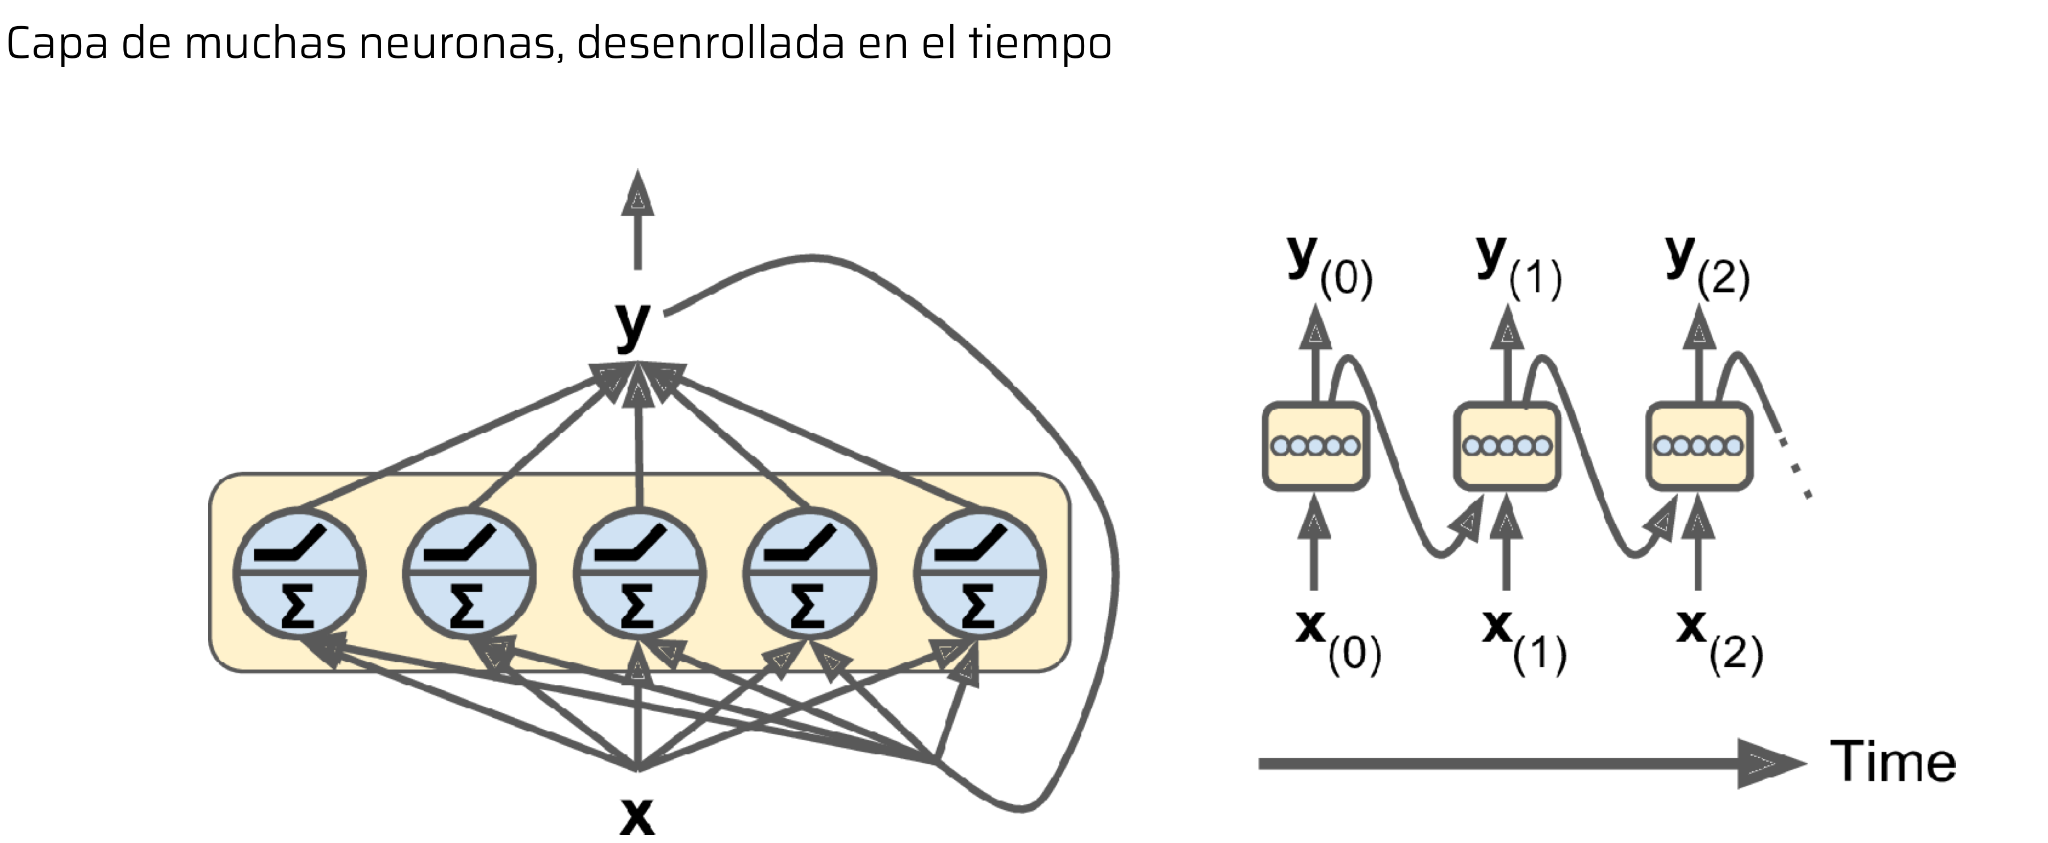 Capa de muchas neuronas, desenrollada en el tiempo
y
Σ Σ Σ Σ Σ
x
y(0) y(1) y(2)
x(0) x(1) x(2)
Time